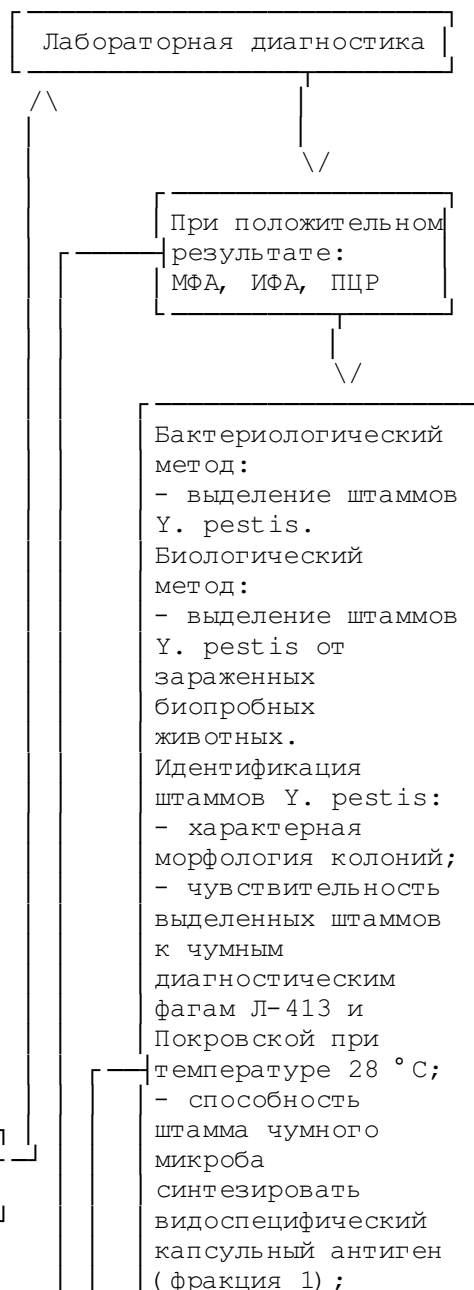 Лабораторная диагностика
При положительном
результате:
МФА, ИФА, ПЦР
Бактериологический
метод:
- выделение штаммов
Y. pestis.
Биологический
метод:
- выделение штаммов
Y. pestis от
зараженных
биопробных
животных.
Идентификация
штаммов Y. pestis:
- характерная
морфология колоний;
- чувствительность
выделенных штаммов
к чумным
диагностическим
фагам Л-413 и
Покровской при
температуре 28 °С;
- способность
штамма чумного
микроба
синтезировать
видоспецифический
капсульный антиген
(фракция 1);